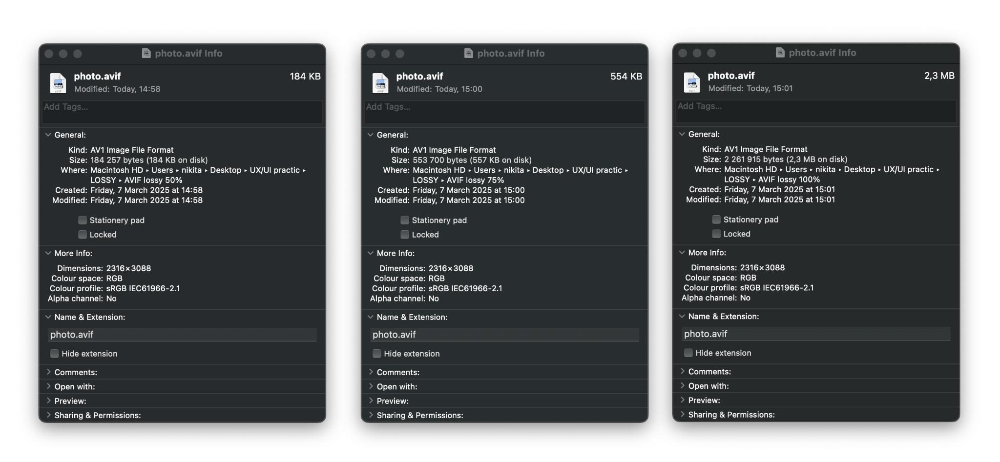 photo.avif Info
photo.avif 184 KB
Modified: Today, 14:58
Add Tags...
General:
Kind: AV1 Image File Format
Size: 184 257 bytes (184 KB on disk)
Where: Macintosh HD ▸ Users ▸ nikita ▸ Desktop ▸ UX/UI practic ▸
LOSSY ▸ AVIF lossy 50%
Created: Friday, 7 March 2025 at 14:58
Modified: Friday, 7 March 2025 at 14:58
Stationery pad
Locked
More Info:
Dimensions: 2316×3088
Colour space: RGB
Colour profile: sRGB IEC61966-2.1
Alpha channel: No
Name & Extension:
photo.avif
Hide extension
Comments:
Open with:
Preview:
Sharing & Permissions:
photo.avif Info
photo.avif 554 KB
Modified: Today, 15:00
Add Tags...
General:
Kind: AV1 Image File Format
Size: 553 700 bytes (557 KB on disk)
Where: Macintosh HD ▸ Users ▸ nikita ▸ Desktop ▸ UX/UI practic ▸
LOSSY ▸ AVIF lossy 75%
Created: Friday, 7 March 2025 at 15:00
Modified: Friday, 7 March 2025 at 15:00
Stationery pad
Locked
More Info:
Dimensions: 2316×3088
Colour space: RGB
Colour profile: sRGB IEC61966-2.1
Alpha channel: No
Name & Extension:
photo.avif
Hide extension
Comments:
Open with:
Preview:
Sharing & Permissions:
photo.avif Info
photo.avif 2,3 MB
Modified: Today, 15:01
Add Tags...
General:
Kind: AV1 Image File Format
Size: 2 261 915 bytes (2,3 MB on disk)
Where: Macintosh HD ▸ Users ▸ nikita ▸ Desktop ▸ UX/UI practic ▸
LOSSY ▸ AVIF lossy 100%
Created: Friday, 7 March 2025 at 15:01
Modified: Friday, 7 March 2025 at 15:01
Stationery pad
Locked
More Info:
Dimensions: 2316×3088
Colour space: RGB
Colour profile: sRGB IEC61966-2.1
Alpha channel: No
Name & Extension:
photo.avif
Hide extension
Comments:
Open with:
Preview:
Sharing & Permissions: